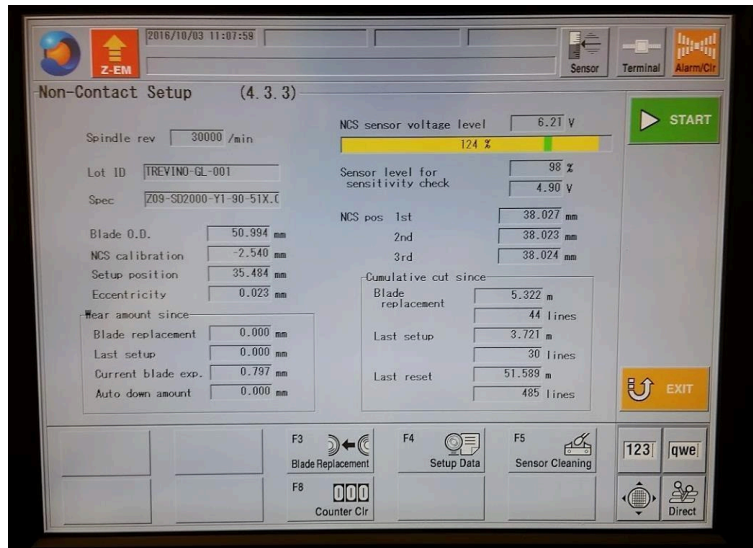 2016/10/03 11:07:59
Z-EM
Sensor
Terminal
Alarm/Clr
Non-Contact Setup (4.3.3)
START
Spindle rev 30000 /min
Lot ID TREVINO-GL-001
Spec Z09-SD2000-Y1-90-51X.(
Blade O.D. 50.994 mm
NCS calibration -2.540 mm
Setup position 35.484 mm
Eccentricity 0.023 mm
Wear amount since
Blade replacement 0.000 mm
Last setup 0.000 mm
Current blade exp. 0.797 mm
Auto down amount 0.000 mm
NCS sensor voltage level 6.21 V
124 %
Sensor level for 98 %
sensitivity check 4.90 V
NCS pos 1st 38.027 mm
2nd 38.023 mm
3rd 38.024 mm
Cumulative cut since
Blade 5.322 m
replacement
44 lines
Last setup 3.721 m
30 lines
Last reset 51.589 m
485 lines
EXIT
F3
Blade Replacement
F4
Setup Data
F5
Sensor Cleaning
123
qwe
F8
000
Counter Clr
Direct